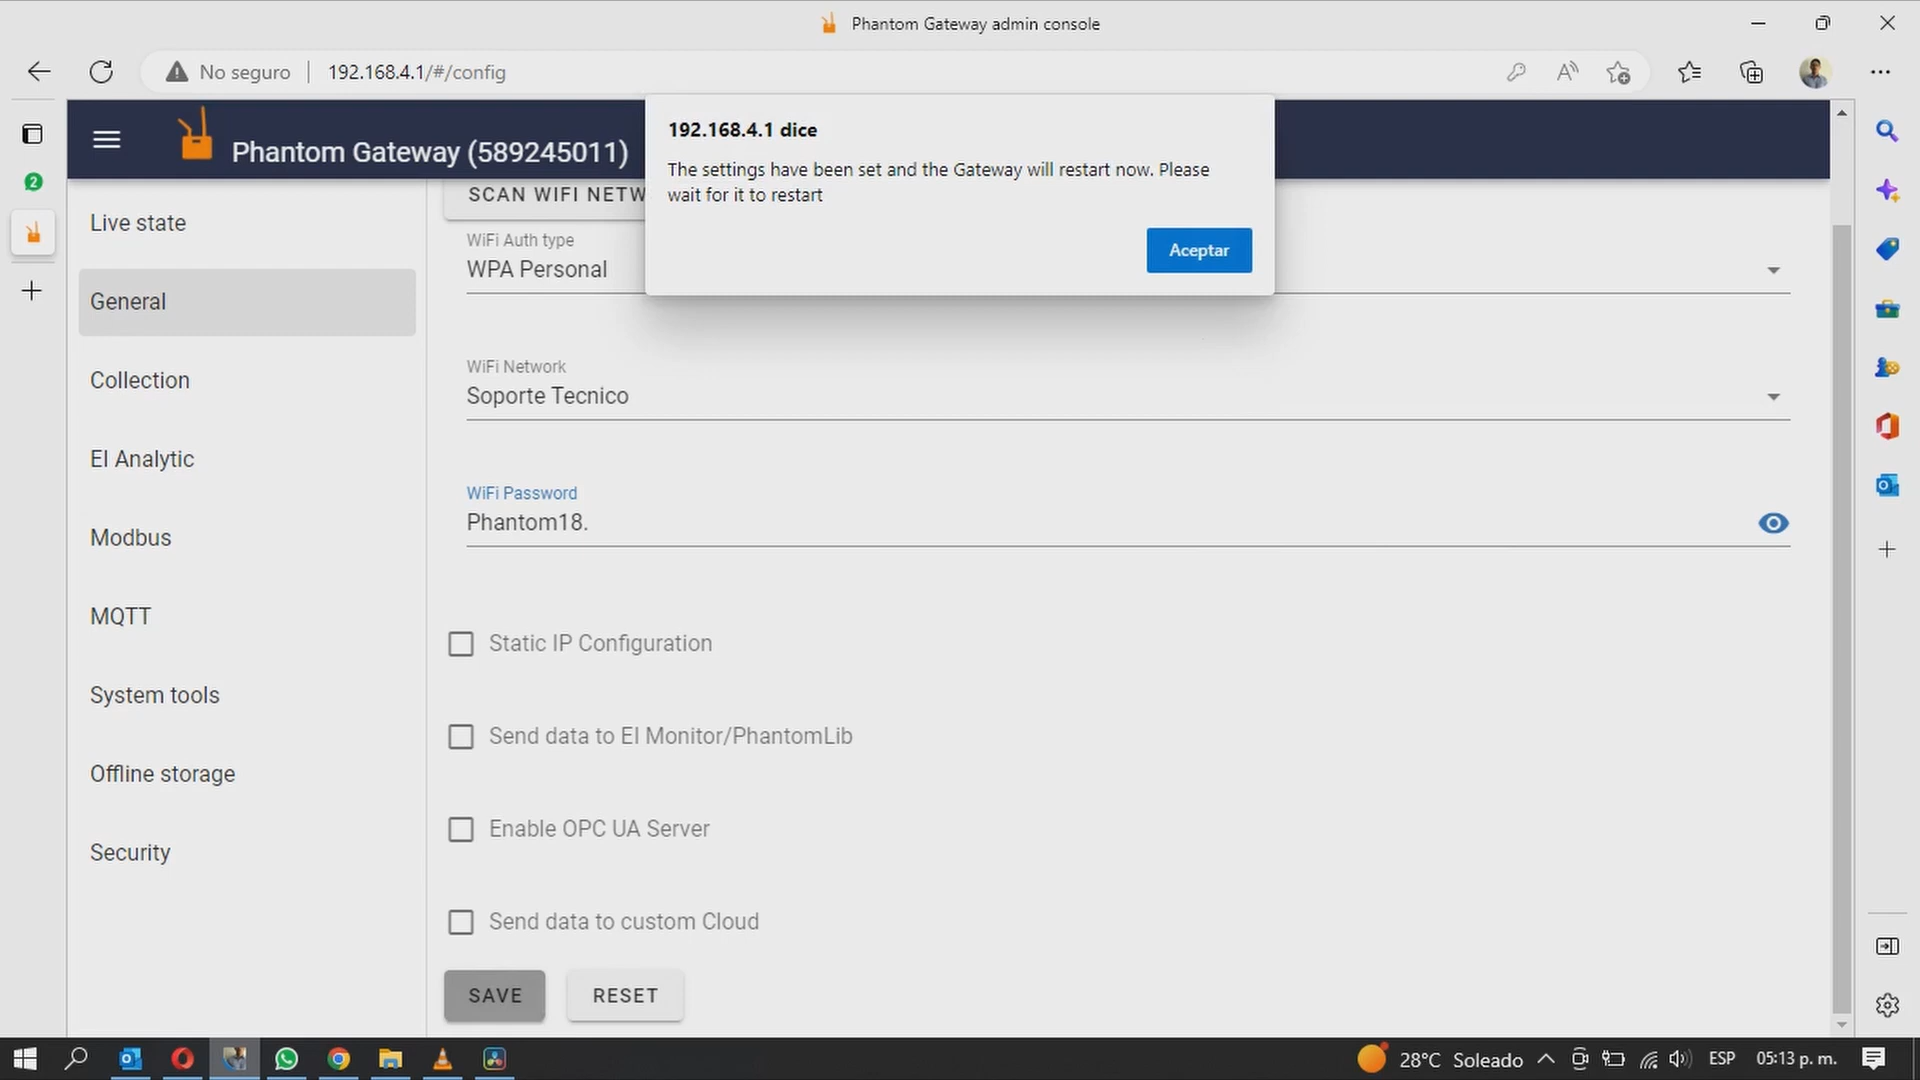 Phantom Gateway admin console
No seguro
192.168.4.1/#/config
2
Phantom Gateway (589245011)
192.168.4.1 dice
The settings have been set and the Gateway will restart now. Please
wait for it to restart
Aceptar
Live state
General
Collection
EI Analytic
Modbus
MQTT
System tools
Offline storage
Security
SCAN WIFI NETW
WiFi Auth type
WPA Personal
WiFi Network
Soporte Tecnico
WiFi Password
Phantom18.
Static IP Configuration
Send data to EI Monitor/PhantomLib
Enable OPC UA Server
Send data to custom Cloud
SAVE
RESET
28°C Soleado
ESP
05:13 p. m.